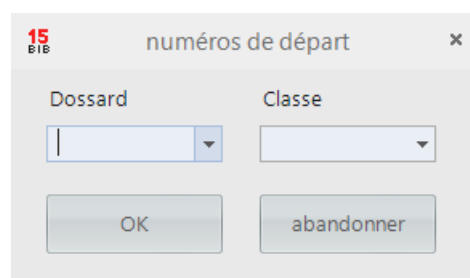 15
BIB
numéros de départ
Dossard
Classe
OK
abandonner